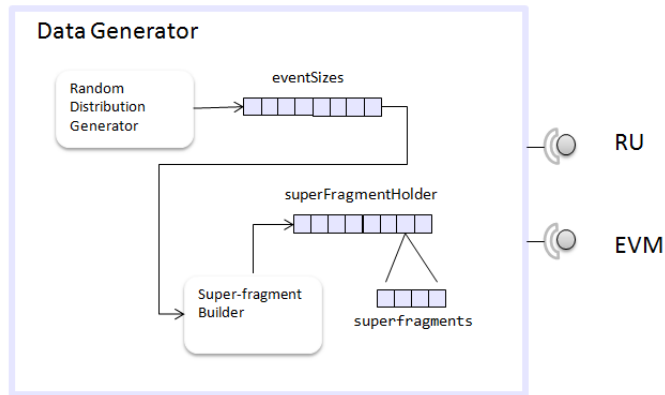 Data Generator
Random
Distribution
Generator
eventSizes
RU
superFragmentHolder
EVM
Super-fragment
Builder
superfragments